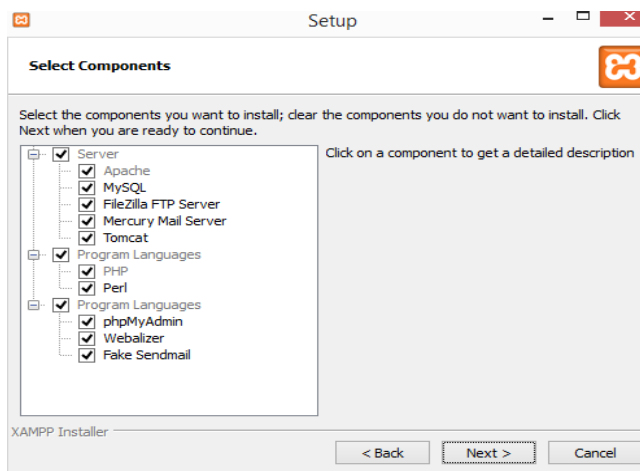 Setup
Select Components
Select the components you want to install; clear the components you do not want to install. Click
Next when you are ready to continue.
Server
Apache
MySQL
FileZilla FTP Server
Mercury Mail Server
Tomcat
Program Languages
PHP
Perl
Program Languages
phpMyAdmin
Webalizer
Fake Sendmail
Click on a component to get a detailed description
XAMPP Installer
< Back
Next >
Cancel